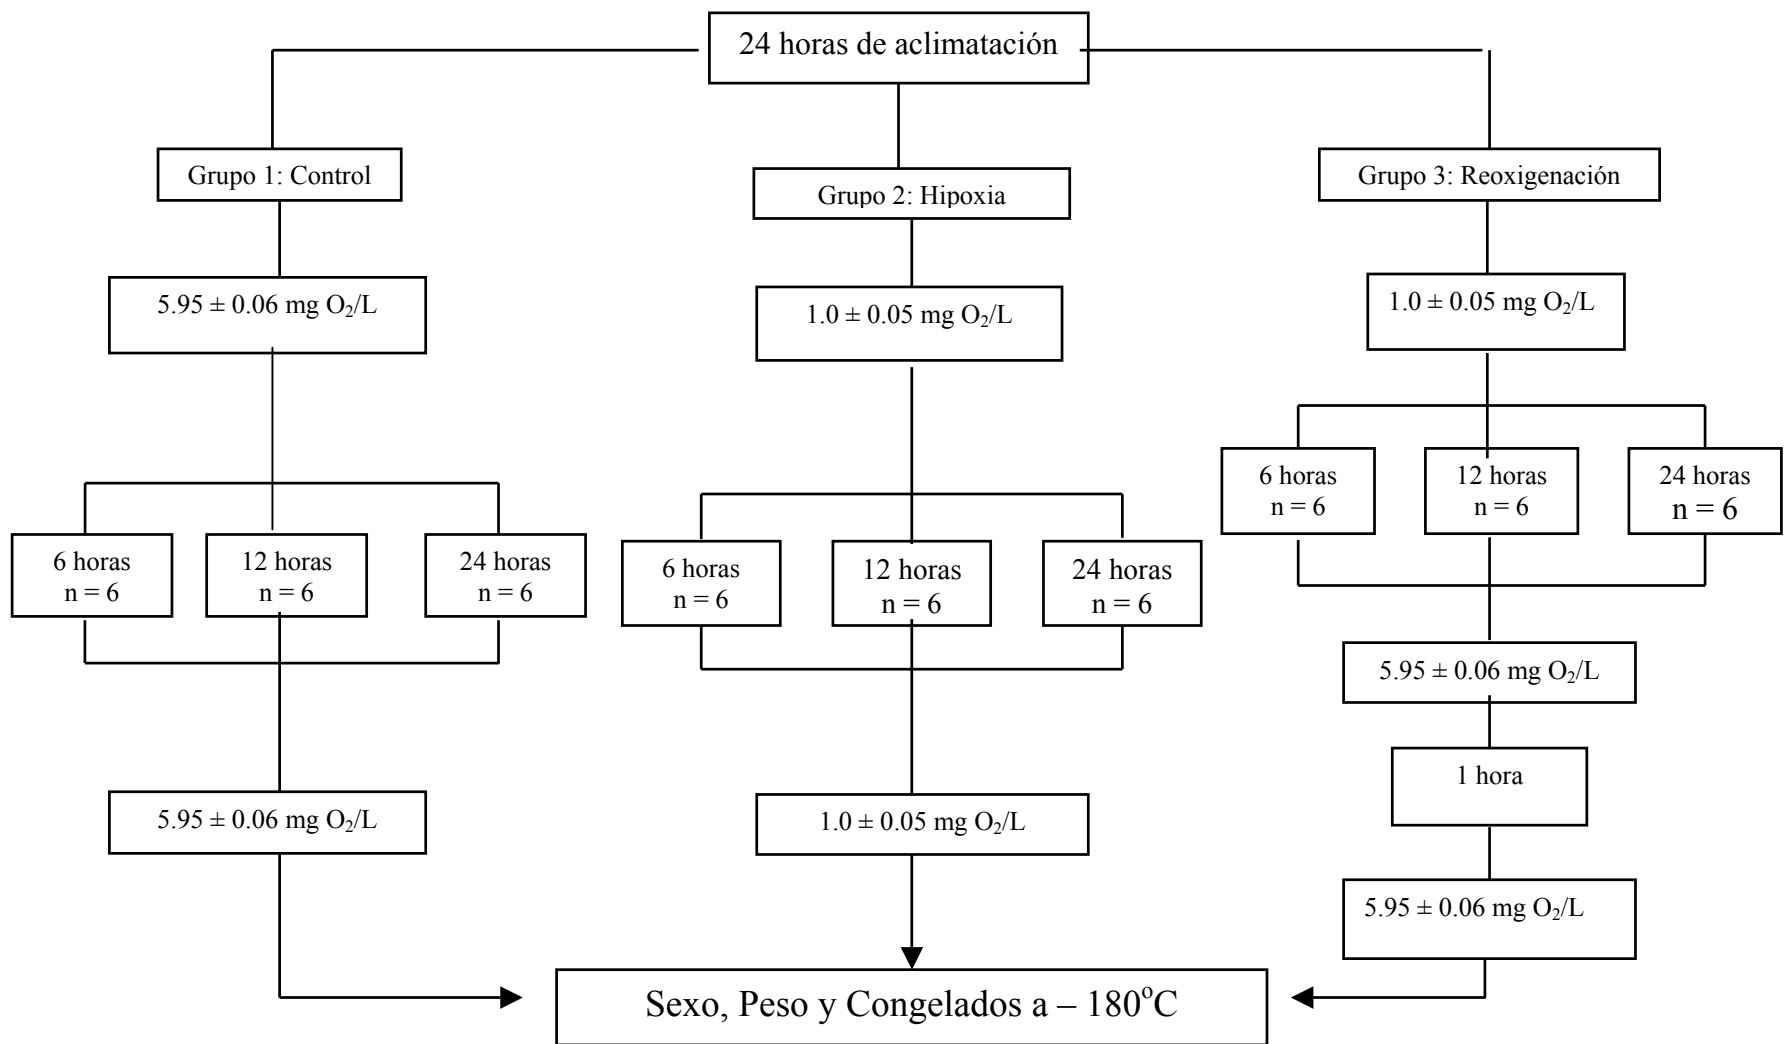 24 horas de aclimatación
Grupo 1: Control
Grupo 2: Hipoxia
Grupo 3: Reoxigenación
5.95 ± 0.06 mg O₂/L
1.0 ± 0.05 mg O₂/L
1.0 ± 0.05 mg O₂/L
6 horas
n = 6
12 horas
n = 6
24 horas
n = 6
6 horas
n = 6
12 horas
n = 6
24 horas
n = 6
6 horas
n = 6
12 horas
n = 6
24 horas
n = 6
5.95 ± 0.06 mg O₂/L
1 hora
5.95 ± 0.06 mg O₂/L
1.0 ± 0.05 mg O₂/L
5.95 ± 0.06 mg O₂/L
Sexo, Peso y Congelados a – 180°C